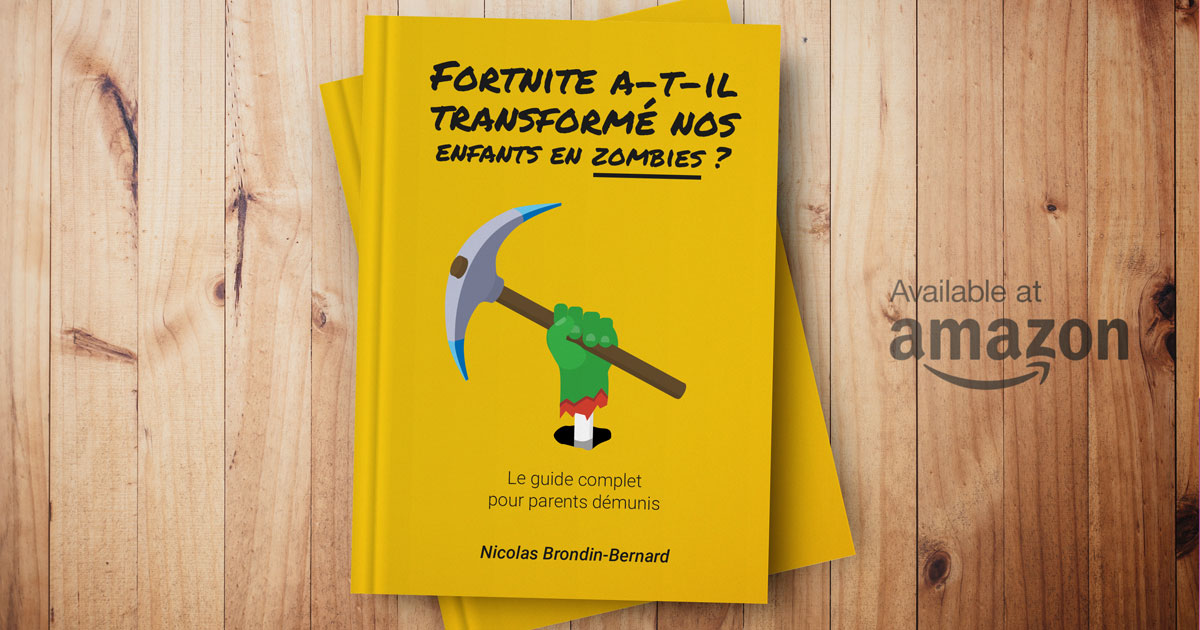 FORTNITE A-T-IL
TRANSFORMÉ NOS
ENFANTS EN ZOMBIES ?
Le guide complet
pour parents démunis
Nicolas Brondin-Bernard
Available at
amazon